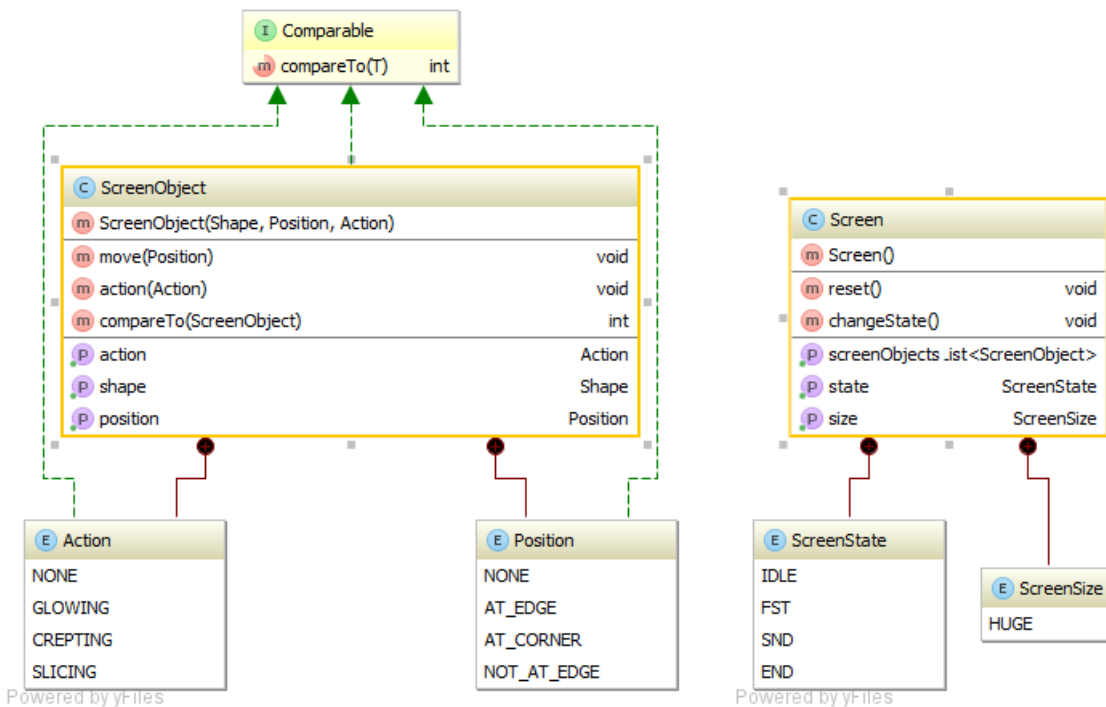 I Comparable
m compareTo(T) int
C ScreenObject
m ScreenObject(Shape, Position, Action)
m move(Position) void
m action(Action) void
m compareTo(ScreenObject) int
p action Action
p shape Shape
p position Position
E Action
NONE
GLOWING
CREPTING
SLICING
E Position
NONE
AT_EDGE
AT_CORNER
NOT_AT_EDGE
Powered by yFiles
C Screen
m Screen()
m reset() void
m changeState() void
p screenObjects .ist<ScreenObject>
p state ScreenState
p size ScreenSize
E ScreenState
IDLE
FST
SND
END
E ScreenSize
HUGE
Powered by yFiles